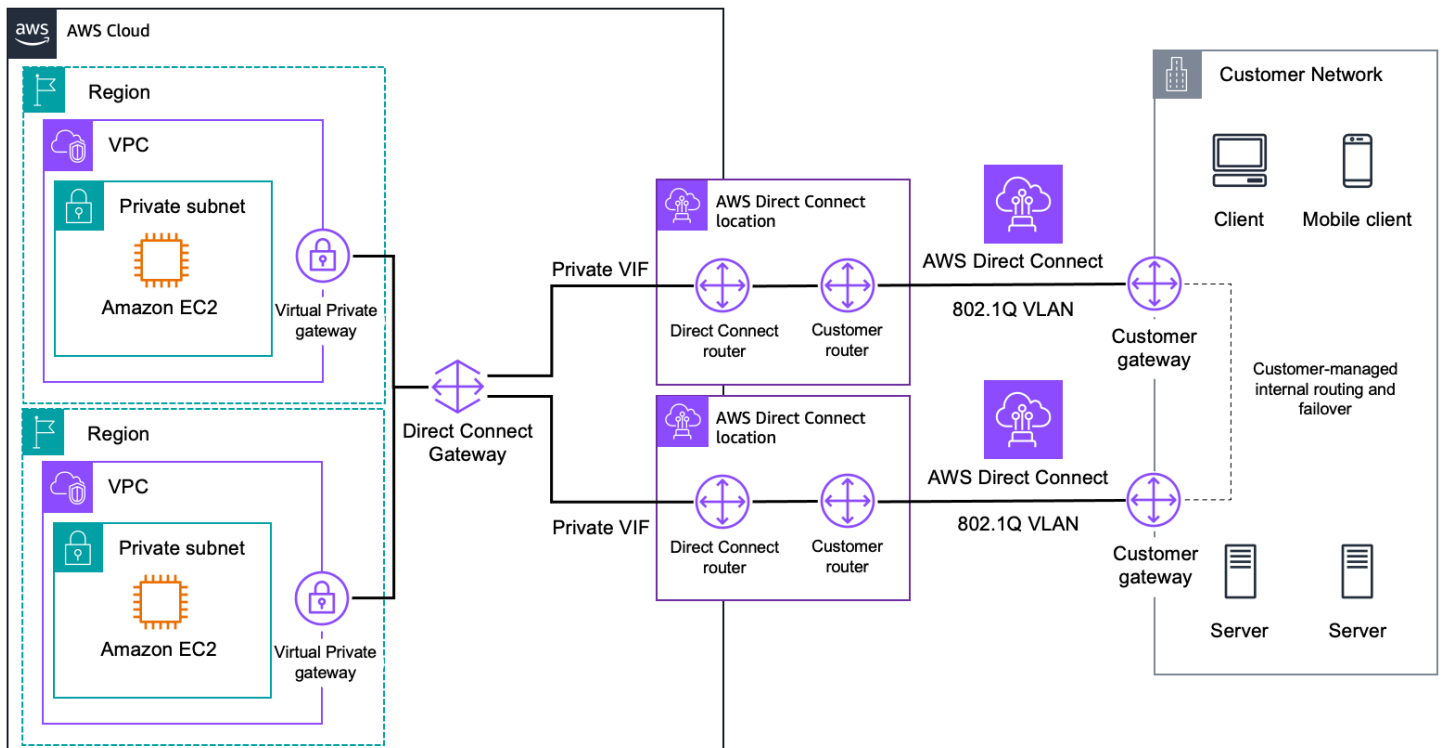 aws
AWS Cloud
Region
VPC
Private subnet
Amazon EC2
Virtual Private
gateway
Region
VPC
Private subnet
Amazon EC2
Virtual Private
gateway
Direct Connect
Gateway
Private VIF
Private VIF
AWS Direct Connect
location
Direct Connect
router
Customer
router
AWS Direct Connect
location
Direct Connect
router
Customer
router
AWS Direct Connect
802.1Q VLAN
AWS Direct Connect
802.1Q VLAN
Customer
gateway
Customer
gateway
Customer Network
Client
Mobile client
Customer-managed
internal routing and
failover
Server
Server